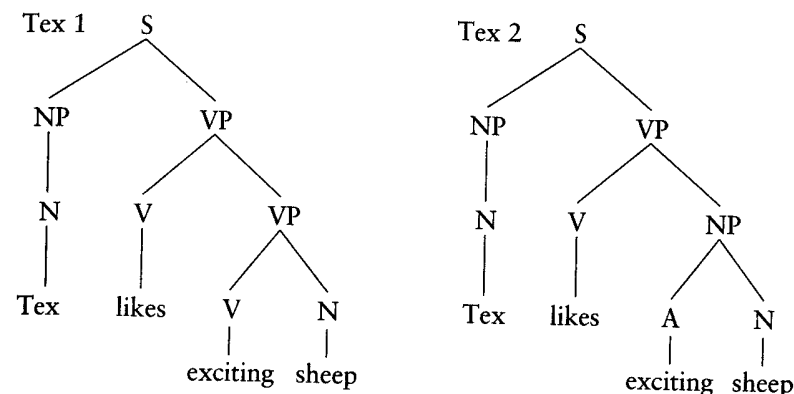 Tex 1 S
NP VP
N V VP
Tex likes V N
exciting sheep
Tex 2 S
NP VP
N V NP
Tex likes A N
exciting sheep